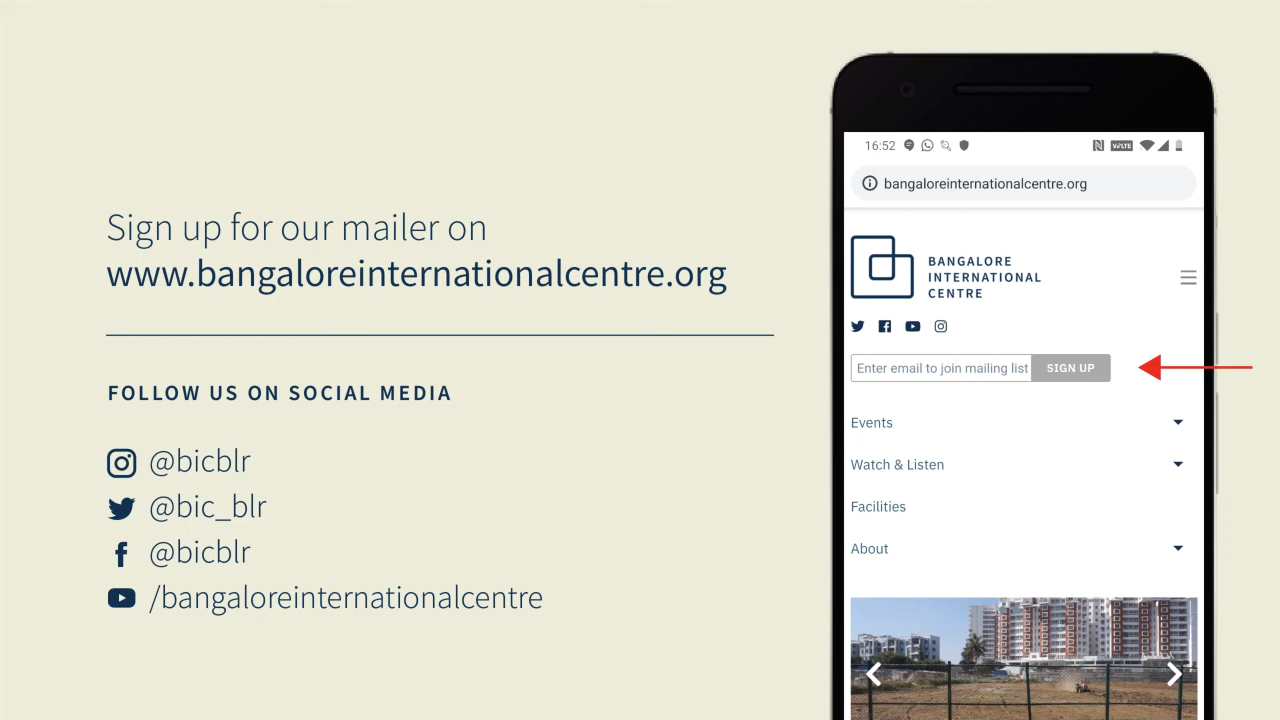 Sign up for our mailer on
www.bangaloreinternationalcentre.org
FOLLOW US ON SOCIAL MEDIA
@bicblr
@bic_blr
@bicblr
/bangaloreinternationalcentre
16:52
VoLTE
bangaloreinternationalcentre.org
BANGALORE
INTERNATIONAL
CENTRE
Enter email to join mailing list SIGN UP
Events
Watch & Listen
Facilities
About